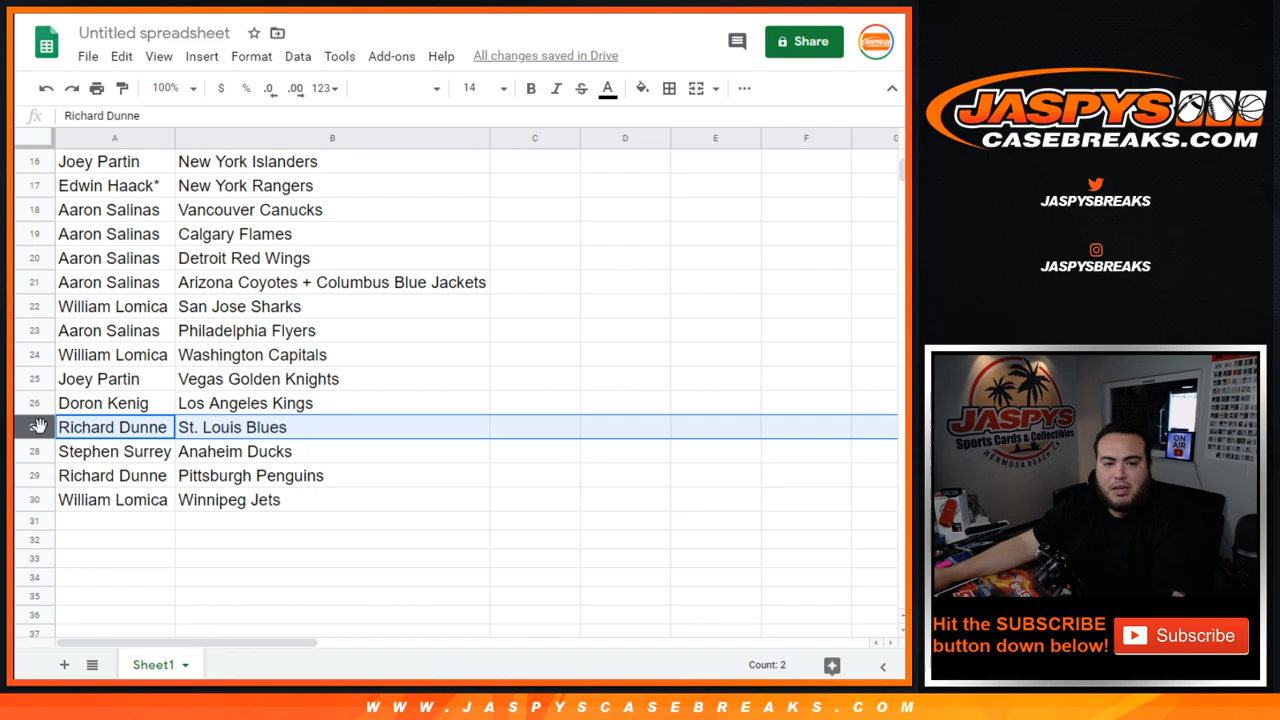 Untitled spreadsheet
File Edit View Insert Format Data Tools Add-ons Help All changes saved in Drive
Share
JASPYS
100% $ % .0 .00 123 14 B I S A
fx Richard Dunne
A B C D E F G
16 Joey Partin New York Islanders
17 Edwin Haack* New York Rangers
18 Aaron Salinas Vancouver Canucks
19 Aaron Salinas Calgary Flames
20 Aaron Salinas Detroit Red Wings
21 Aaron Salinas Arizona Coyotes + Columbus Blue Jackets
22 William Lomica San Jose Sharks
23 Aaron Salinas Philadelphia Flyers
24 William Lomica Washington Capitals
25 Joey Partin Vegas Golden Knights
26 Doron Kenig Los Angeles Kings
Richard Dunne St. Louis Blues
28 Stephen Surrey Anaheim Ducks
29 Richard Dunne Pittsburgh Penguins
30 William Lomica Winnipeg Jets
31
32
33
34
35
36
37
Sheet1
Count: 2
JASPYS
CASEBREAKS.COM
JASPYSBREAKS
JASPYSBREAKS
JASPYS
Sports Cards & Collectibles
HERMOSA BEACH, CA
ON AIR
Hit the SUBSCRIBE
button down below!
Subscribe
WWW.JASPYSCASEBREAKS.COM